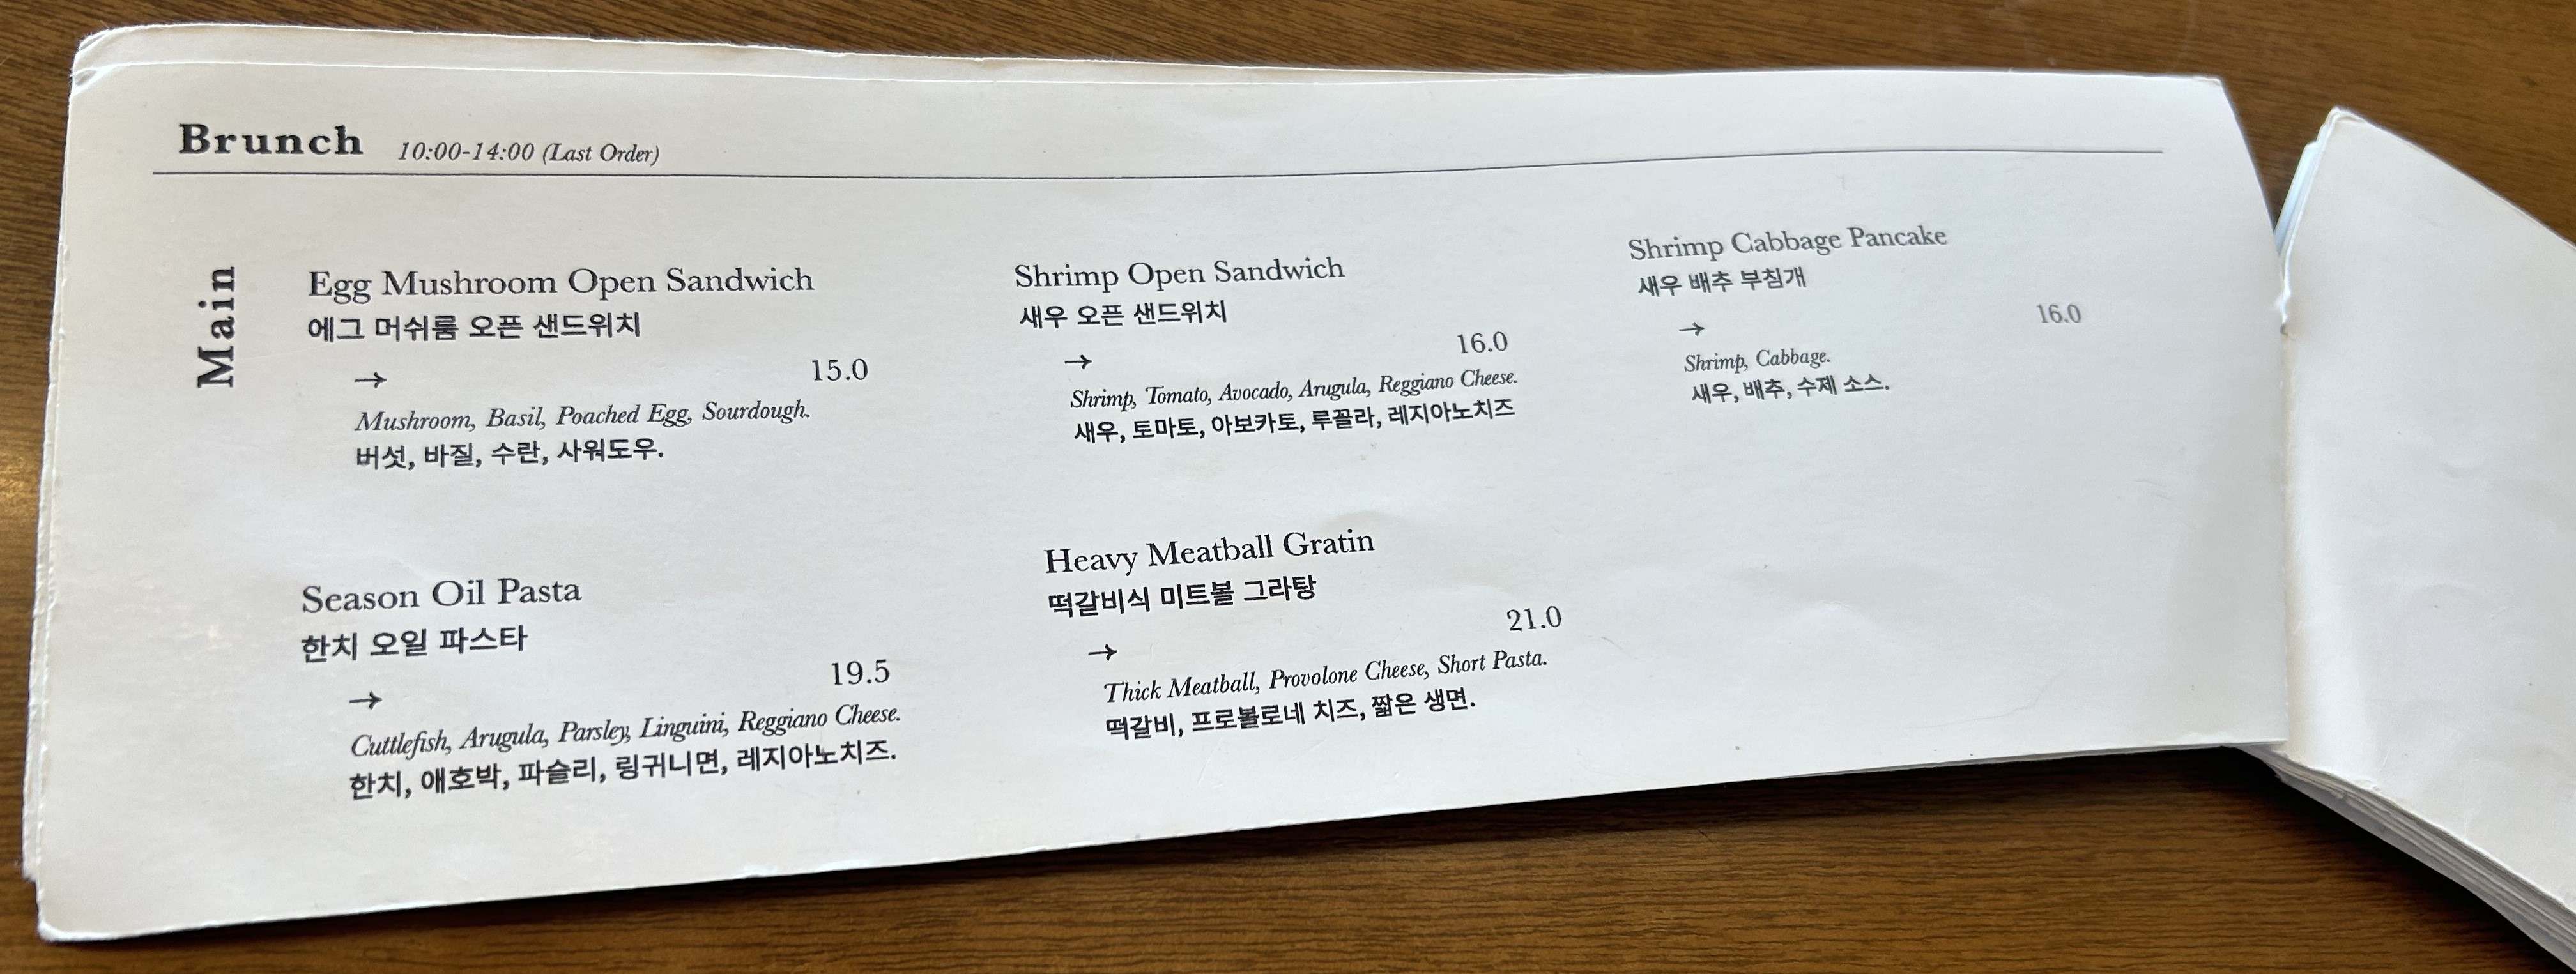 Brunch 10:00-14:00 (Last Order)
Main
Egg Mushroom Open Sandwich
에그 머쉬룸 오픈 샌드위치
→ 15.0
Mushroom, Basil, Poached Egg, Sourdough.
버섯, 바질, 수란, 사워도우.
Shrimp Open Sandwich
새우 오픈 샌드위치
→ 16.0
Shrimp, Tomato, Avocado, Arugula, Reggiano Cheese.
새우, 토마토, 아보카토, 루꼴라, 레지아노치즈
Shrimp Cabbage Pancake
새우 배추 부침개
→ 16.0
Shrimp, Cabbage.
새우, 배추, 수제 소스.
Season Oil Pasta
한치 오일 파스타
→ 19.5
Cuttlefish, Arugula, Parsley, Linguini, Reggiano Cheese.
한치, 애호박, 파슬리, 링귀니면, 레지아노치즈.
Heavy Meatball Gratin
떡갈비식 미트볼 그라탕
→ 21.0
Thick Meatball, Provolone Cheese, Short Pasta.
떡갈비, 프로볼로네 치즈, 짧은 생면.